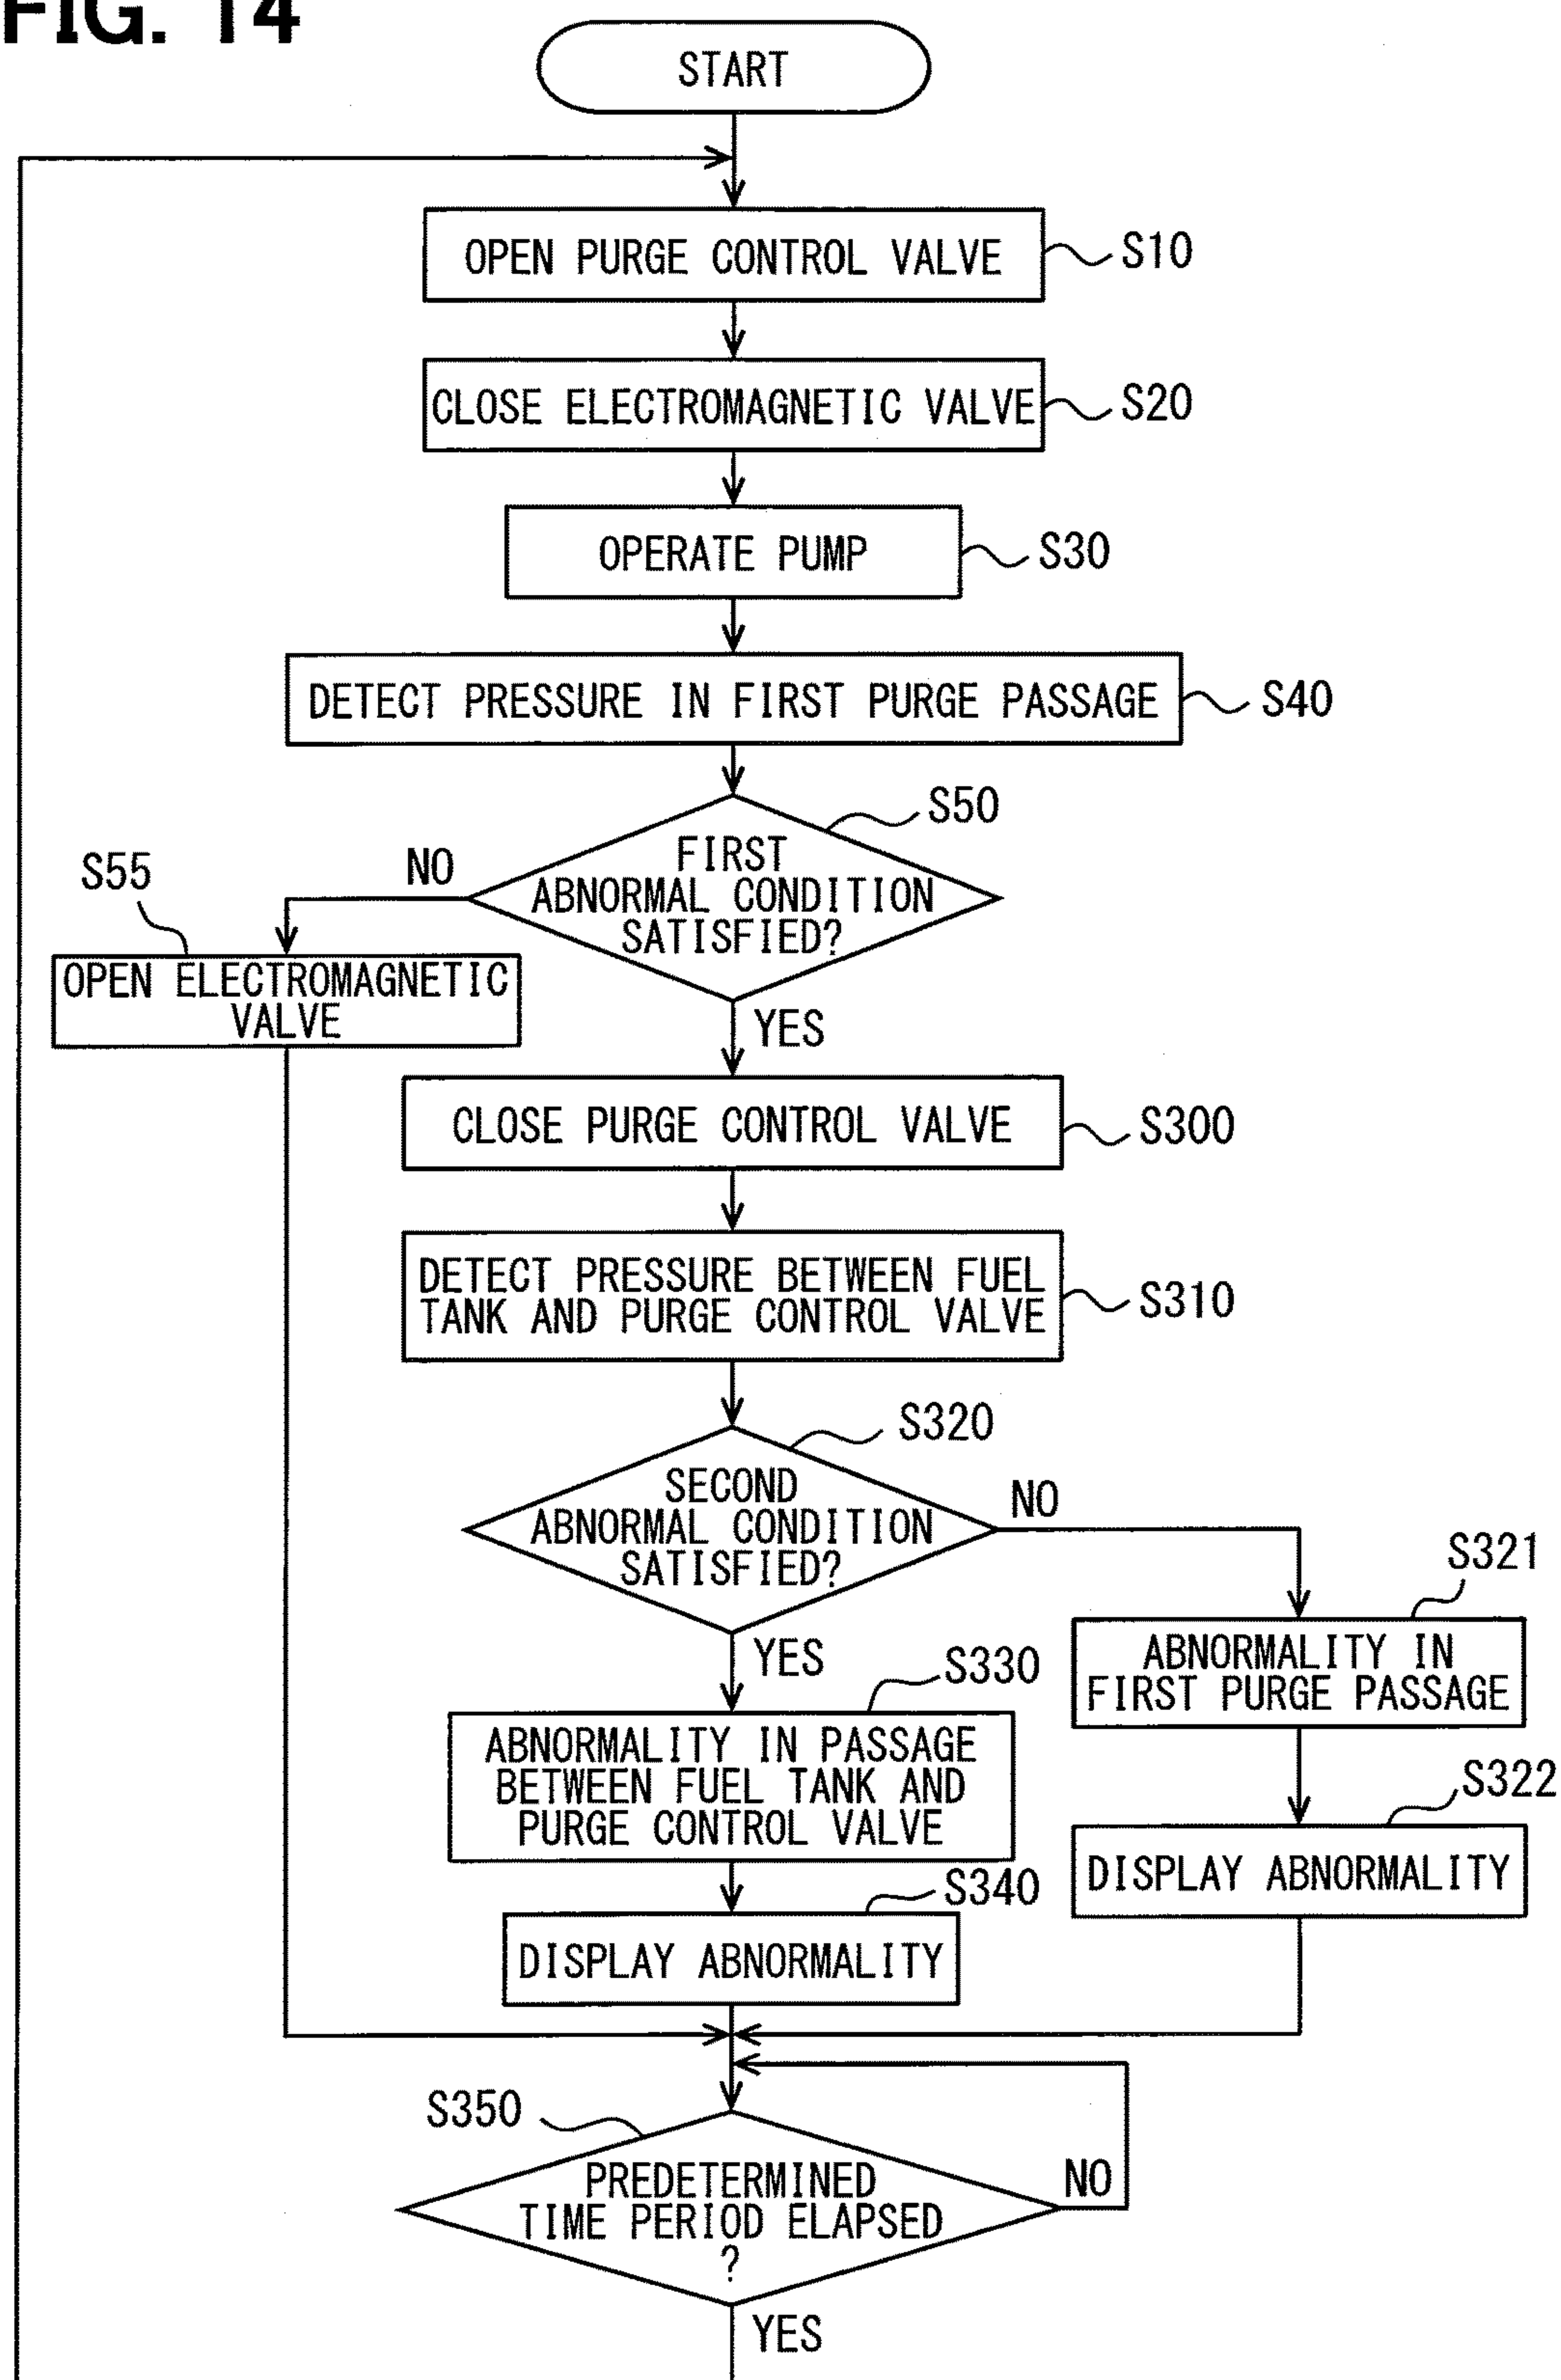 FIG. 14
START
OPEN PURGE CONTROL VALVE
S10
CLOSE ELECTROMAGNETIC VALVE
S20
OPERATE PUMP
S30
DETECT PRESSURE IN FIRST PURGE PASSAGE
S40
S50
FIRST
ABNORMAL CONDITION
SATISFIED?
NO
S55
OPEN ELECTROMAGNETIC
VALVE
YES
CLOSE PURGE CONTROL VALVE
S300
DETECT PRESSURE BETWEEN FUEL
TANK AND PURGE CONTROL VALVE
S310
S320
SECOND
ABNORMAL CONDITION
SATISFIED?
NO
S321
ABNORMALITY IN
FIRST PURGE PASSAGE
YES
S330
ABNORMALITY IN PASSAGE
BETWEEN FUEL TANK AND
PURGE CONTROL VALVE
S322
DISPLAY ABNORMALITY
S340
DISPLAY ABNORMALITY
S350
PREDETERMINED
TIME PERIOD ELAPSED
?
NO
YES